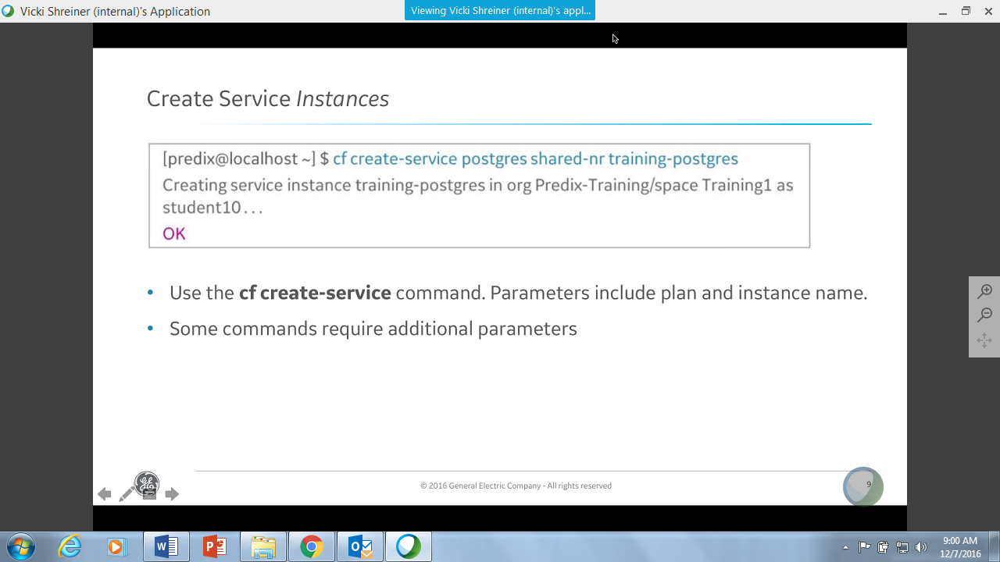 Vicki Shreiner (internal)'s Application
Viewing Vicki Shreiner (internal)'s appl...
Create Service Instances
[predix@localhost ~] $ cf create-service postgres shared-nr training-postgres
Creating service instance training-postgres in org Predix-Training/space Training1 as
student10 . . .
OK
• Use the cf create-service command. Parameters include plan and instance name.
• Some commands require additional parameters
© 2016 General Electric Company - All rights reserved
9
9:00 AM
12/7/2016